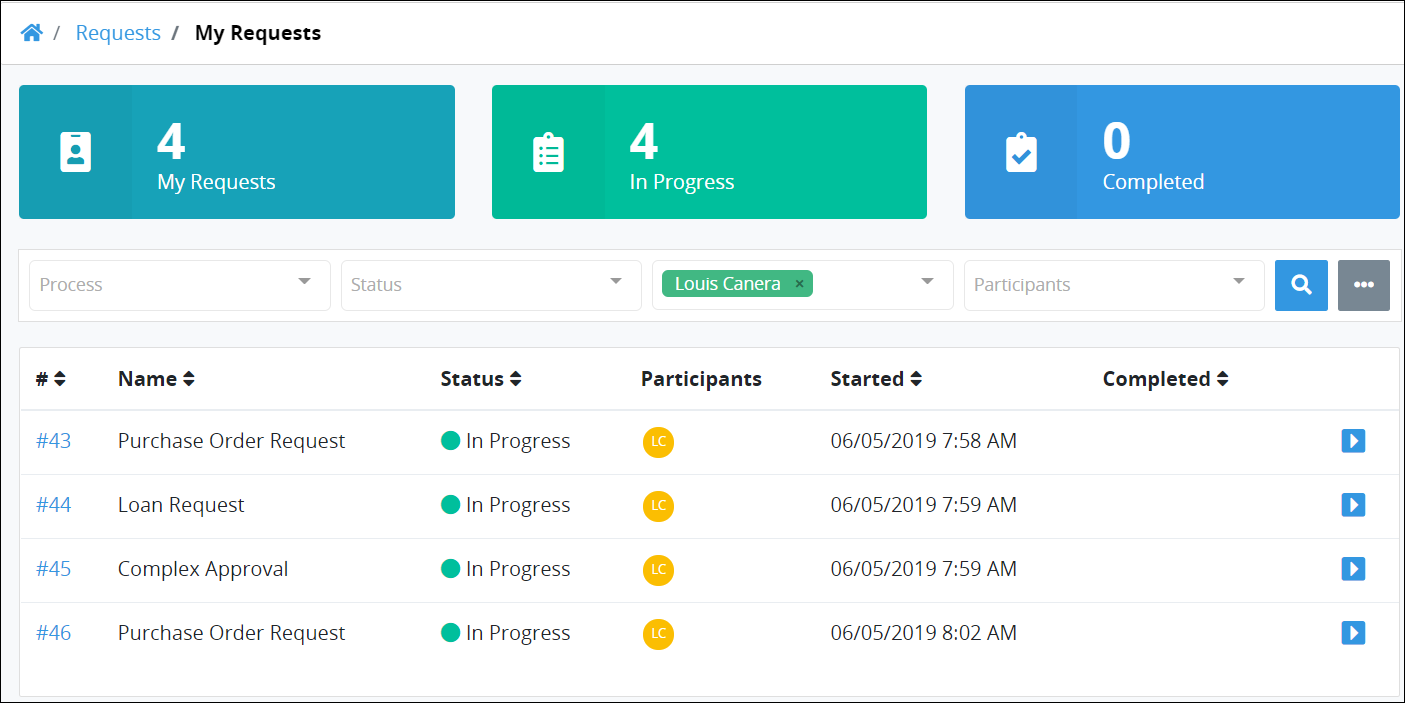 / Requests / My Requests
4
My Requests
4
In Progress
0
Completed
Process Status Louis Canera × Participants
# Name Status Participants Started Completed
#43 Purchase Order Request In Progress LC 06/05/2019 7:58 AM
#44 Loan Request In Progress LC 06/05/2019 7:59 AM
#45 Complex Approval In Progress LC 06/05/2019 7:59 AM
#46 Purchase Order Request In Progress LC 06/05/2019 8:02 AM